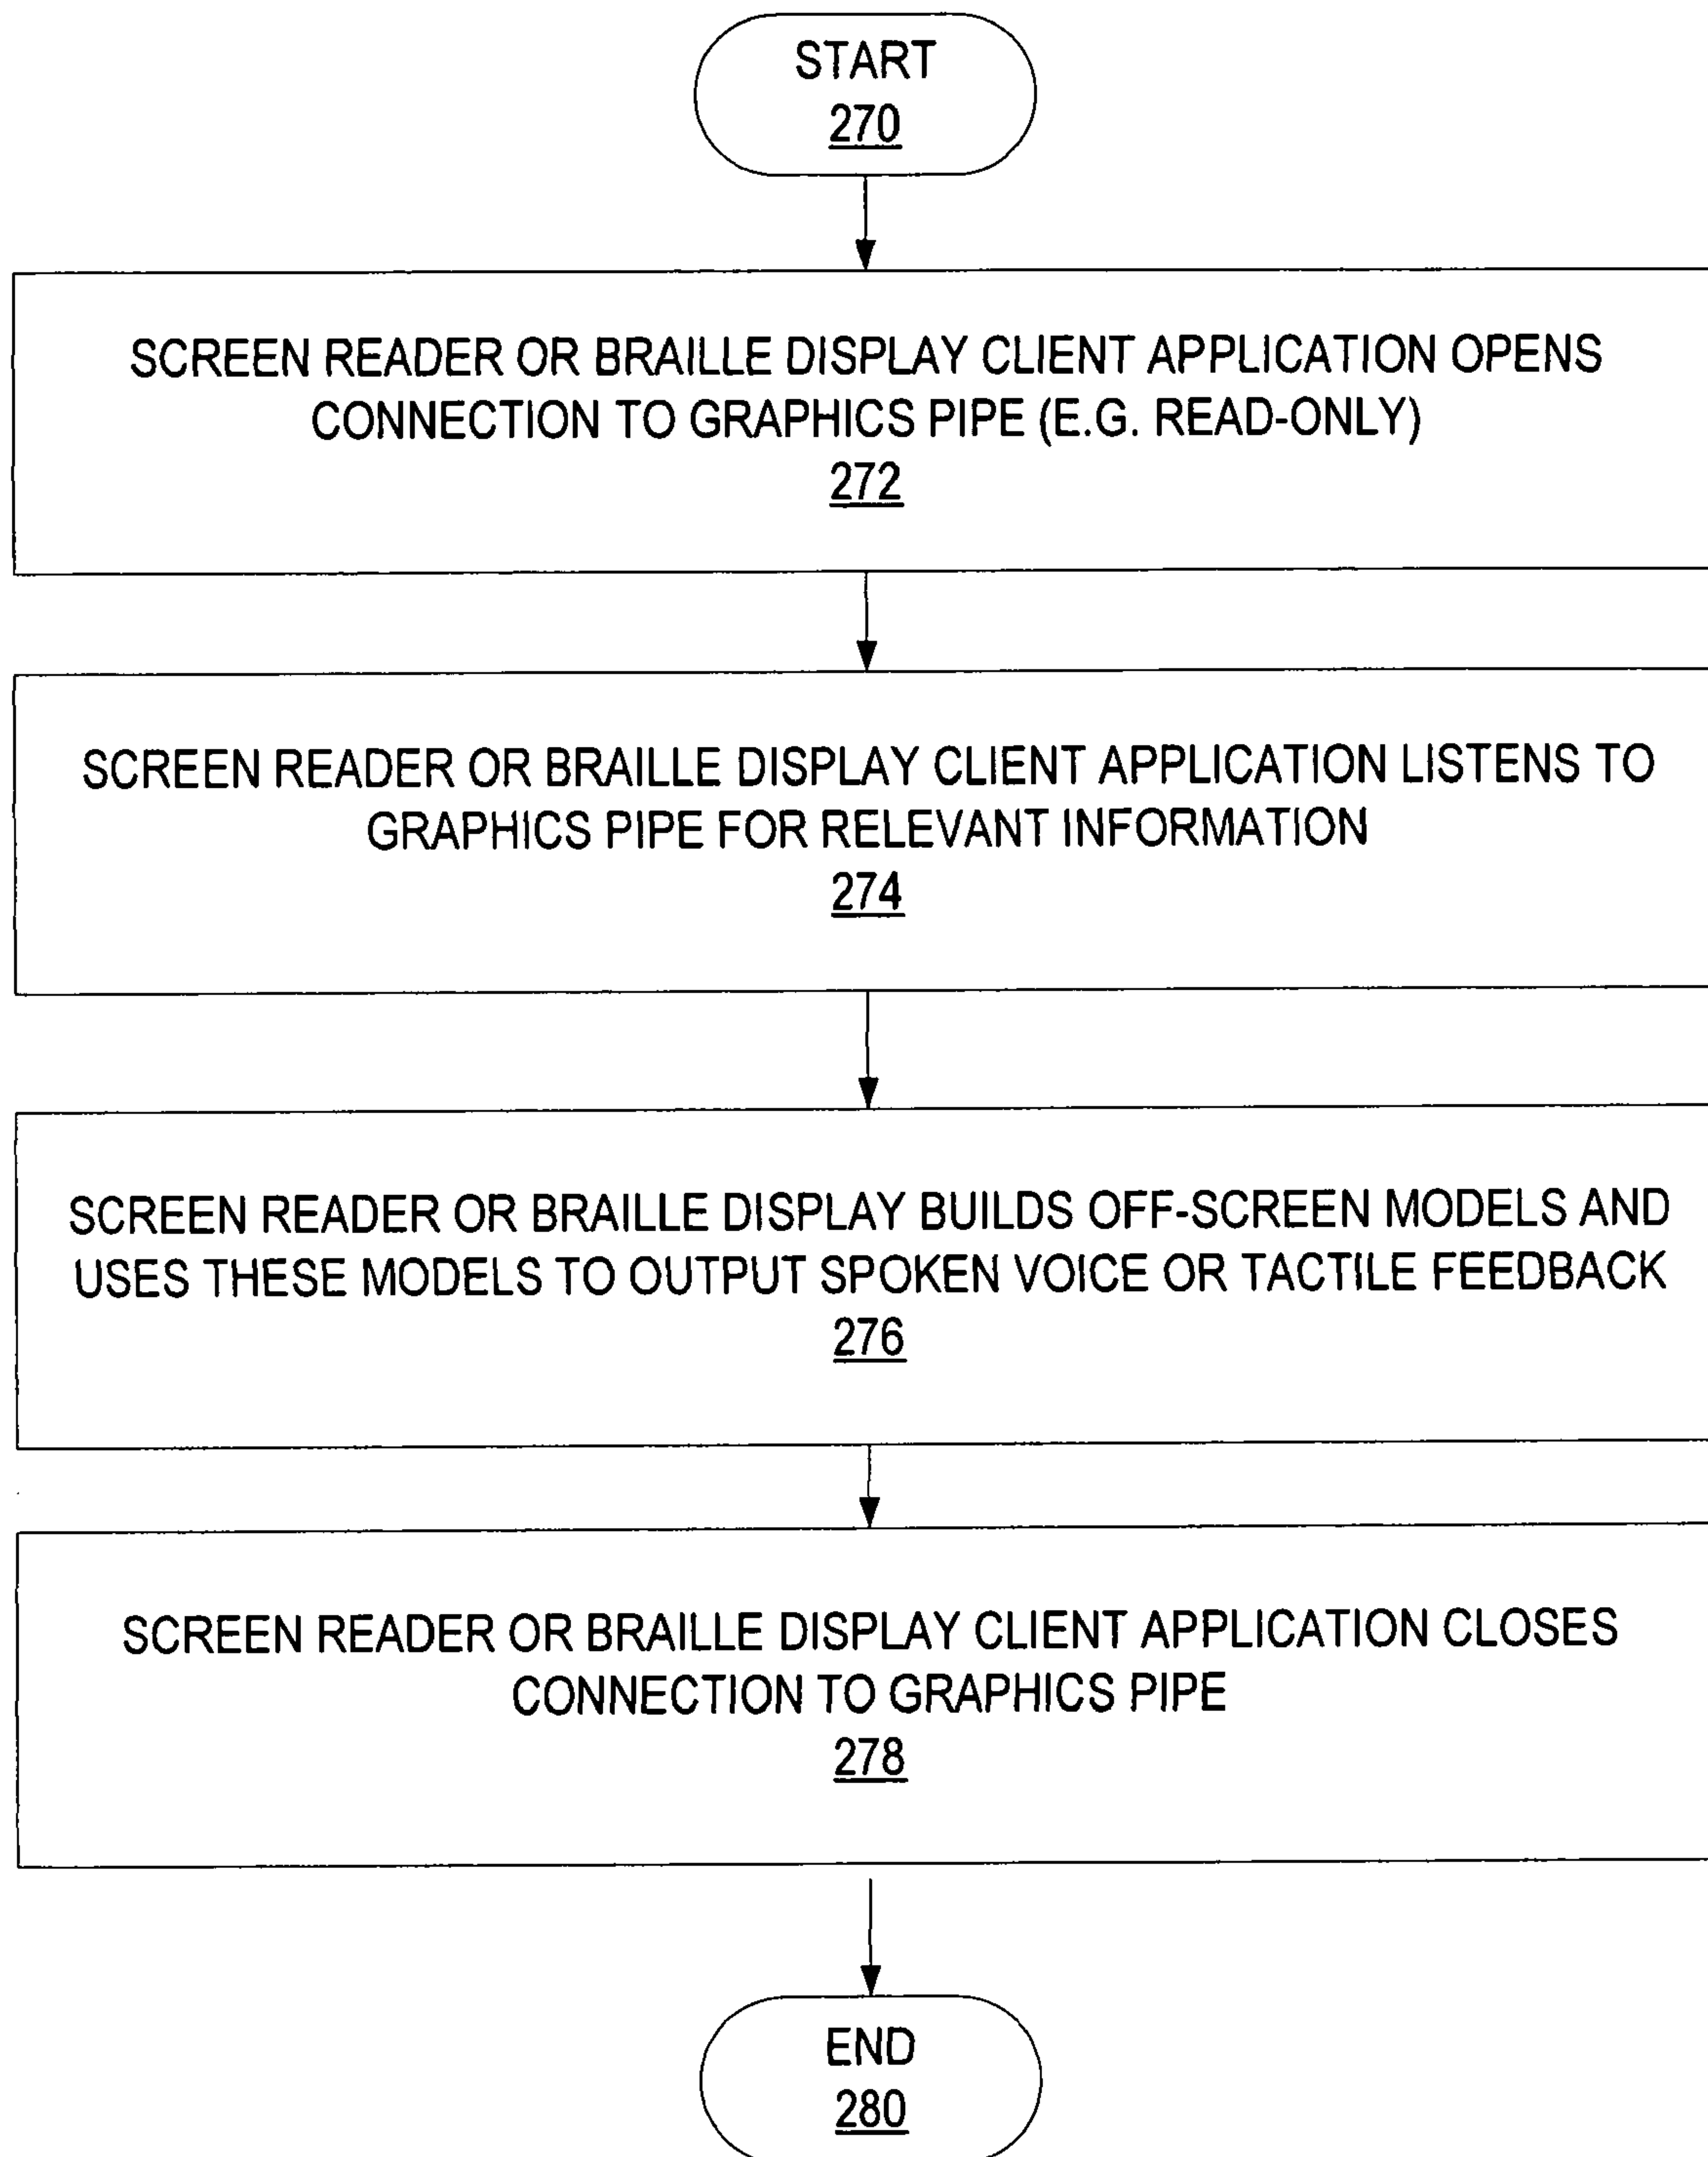 START
270
SCREEN READER OR BRAILLE DISPLAY CLIENT APPLICATION OPENS
CONNECTION TO GRAPHICS PIPE (E.G. READ-ONLY)
272
SCREEN READER OR BRAILLE DISPLAY CLIENT APPLICATION LISTENS TO
GRAPHICS PIPE FOR RELEVANT INFORMATION
274
SCREEN READER OR BRAILLE DISPLAY BUILDS OFF-SCREEN MODELS AND
USES THESE MODELS TO OUTPUT SPOKEN VOICE OR TACTILE FEEDBACK
276
SCREEN READER OR BRAILLE DISPLAY CLIENT APPLICATION CLOSES
CONNECTION TO GRAPHICS PIPE
278
END
280